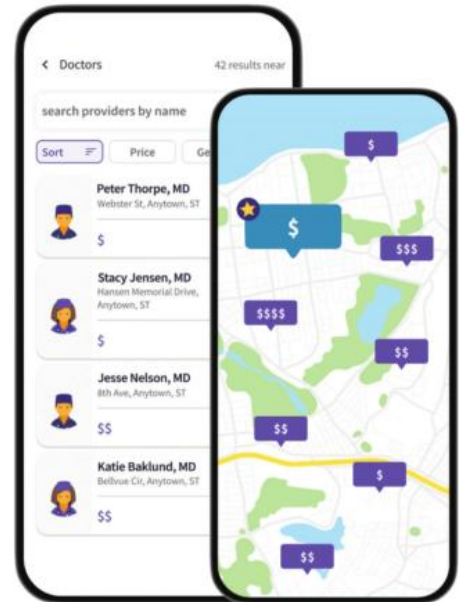 Doctors
42 results near
search providers by name
Sort
Price
Peter Thorpe, MD
Webster St, Anytown, ST
$
Stacy Jensen, MD
Hansen Memorial Drive,
Anytown, ST
$
Jesse Nelson, MD
8th Ave, Anytown, ST
$$
Katie Baklund, MD
Bellvue Cir, Anytown, ST
$$
$
$
$$$
$$$$
$$
$$
$
$$